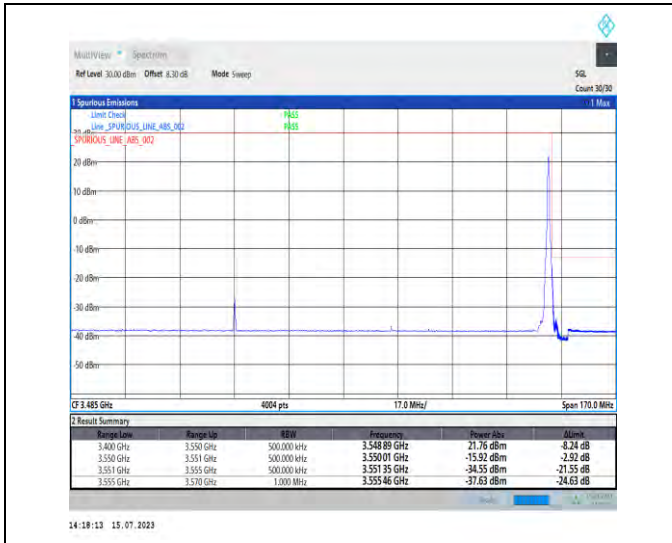 MultiView Spectrum
Ref Level 30.00 dBm Offset 8.30 dB Mode Sweep SGL
Count 30/30
1 Spurious Emissions 1 Max
Limit Check PASS
Line _SPURIOUS_LINE_ABS_002 PASS
30 dBm
SPURIOUS_LINE_ABS_002
20 dBm
10 dBm
0 dBm
-10 dBm
-20 dBm
-30 dBm
-40 dBm
-50 dBm
CF 3.485 GHz 4004 pts 17.0 MHz/ Span 170.0 MHz
2 Result Summary
Range Low Range Up RBW Frequency Power Abs ΔLimit
3.400 GHz 3.550 GHz 500.000 kHz 3.548 89 GHz 21.76 dBm -8.24 dB
3.550 GHz 3.551 GHz 500.000 kHz 3.550 01 GHz -15.92 dBm -2.92 dB
3.551 GHz 3.555 GHz 500.000 kHz 3.551 35 GHz -34.55 dBm -21.55 dB
3.555 GHz 3.570 GHz 1.000 MHz 3.555 46 GHz -37.63 dBm -24.63 dB
14:18:13 15.07.2023